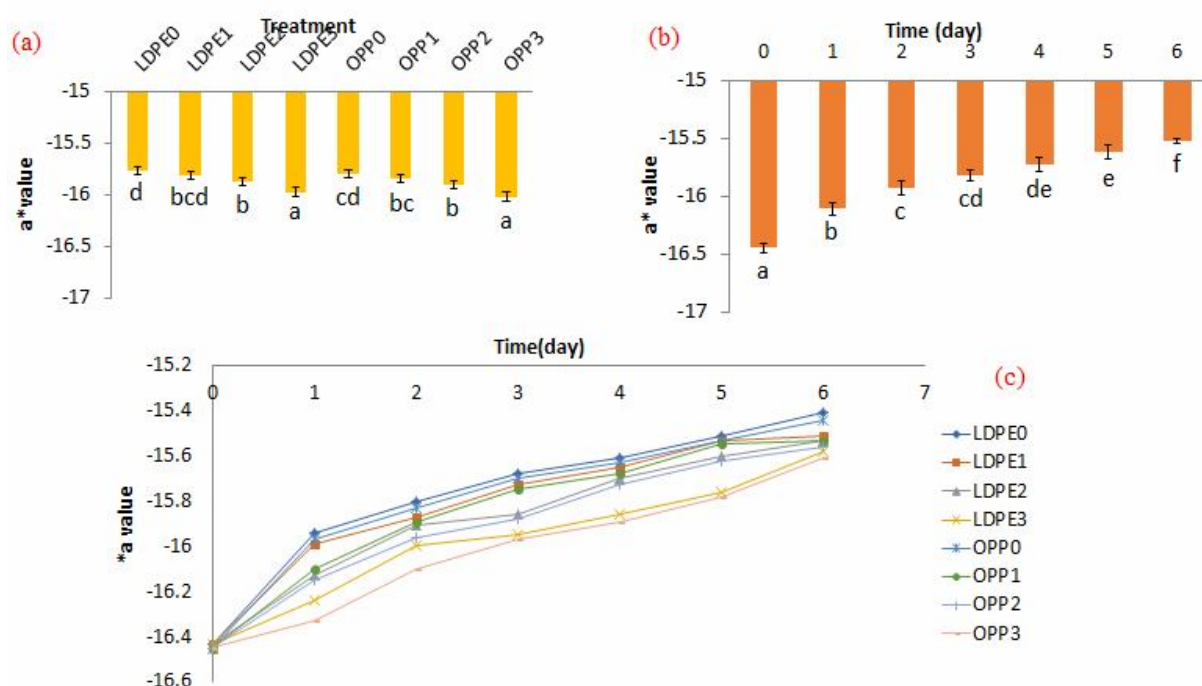 (a)
Treatment
LDPE0 LDPE1 LDPE2 LDPE3 OPP0 OPP1 OPP2 OPP3
-15
-15.5
-16
-16.5
-17
a*value
d bcd b a cd bc b a
(b)
Time (day)
0 1 2 3 4 5 6
-15
-15.5
-16
-16.5
-17
a* value
a b c cd de e f
Time(day)
(c)
-15.2
0 1 2 3 4 5 6 7
-15.4
-15.6
-15.8
-16
-16.2
-16.4
-16.6
*a value
LDPE0
LDPE1
LDPE2
LDPE3
OPP0
OPP1
OPP2
OPP3